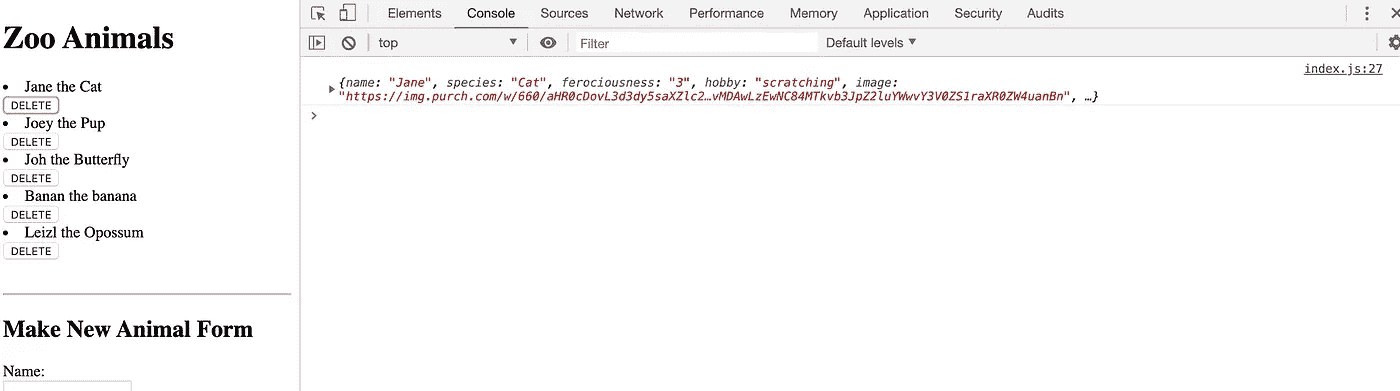 Zoo Animals
Jane the Cat
DELETE
Joey the Pup
DELETE
Joh the Butterfly
DELETE
Banan the banana
DELETE
Leizl the Opossum
DELETE
Make New Animal Form
Name:
Elements Console Sources Network Performance Memory Application Security Audits
top Filter Default levels
index.js:27
{name: "Jane", species: "Cat", ferociousness: "3", hobby: "scratching", image:
"https://img.purch.com/w/660/aHR0cDovL3d3dy5saXZlc2…vMDAwLzEwNC84MTkvb3JpZ2luYWwvY3V0ZS1raXR0ZW4uanBn", …}